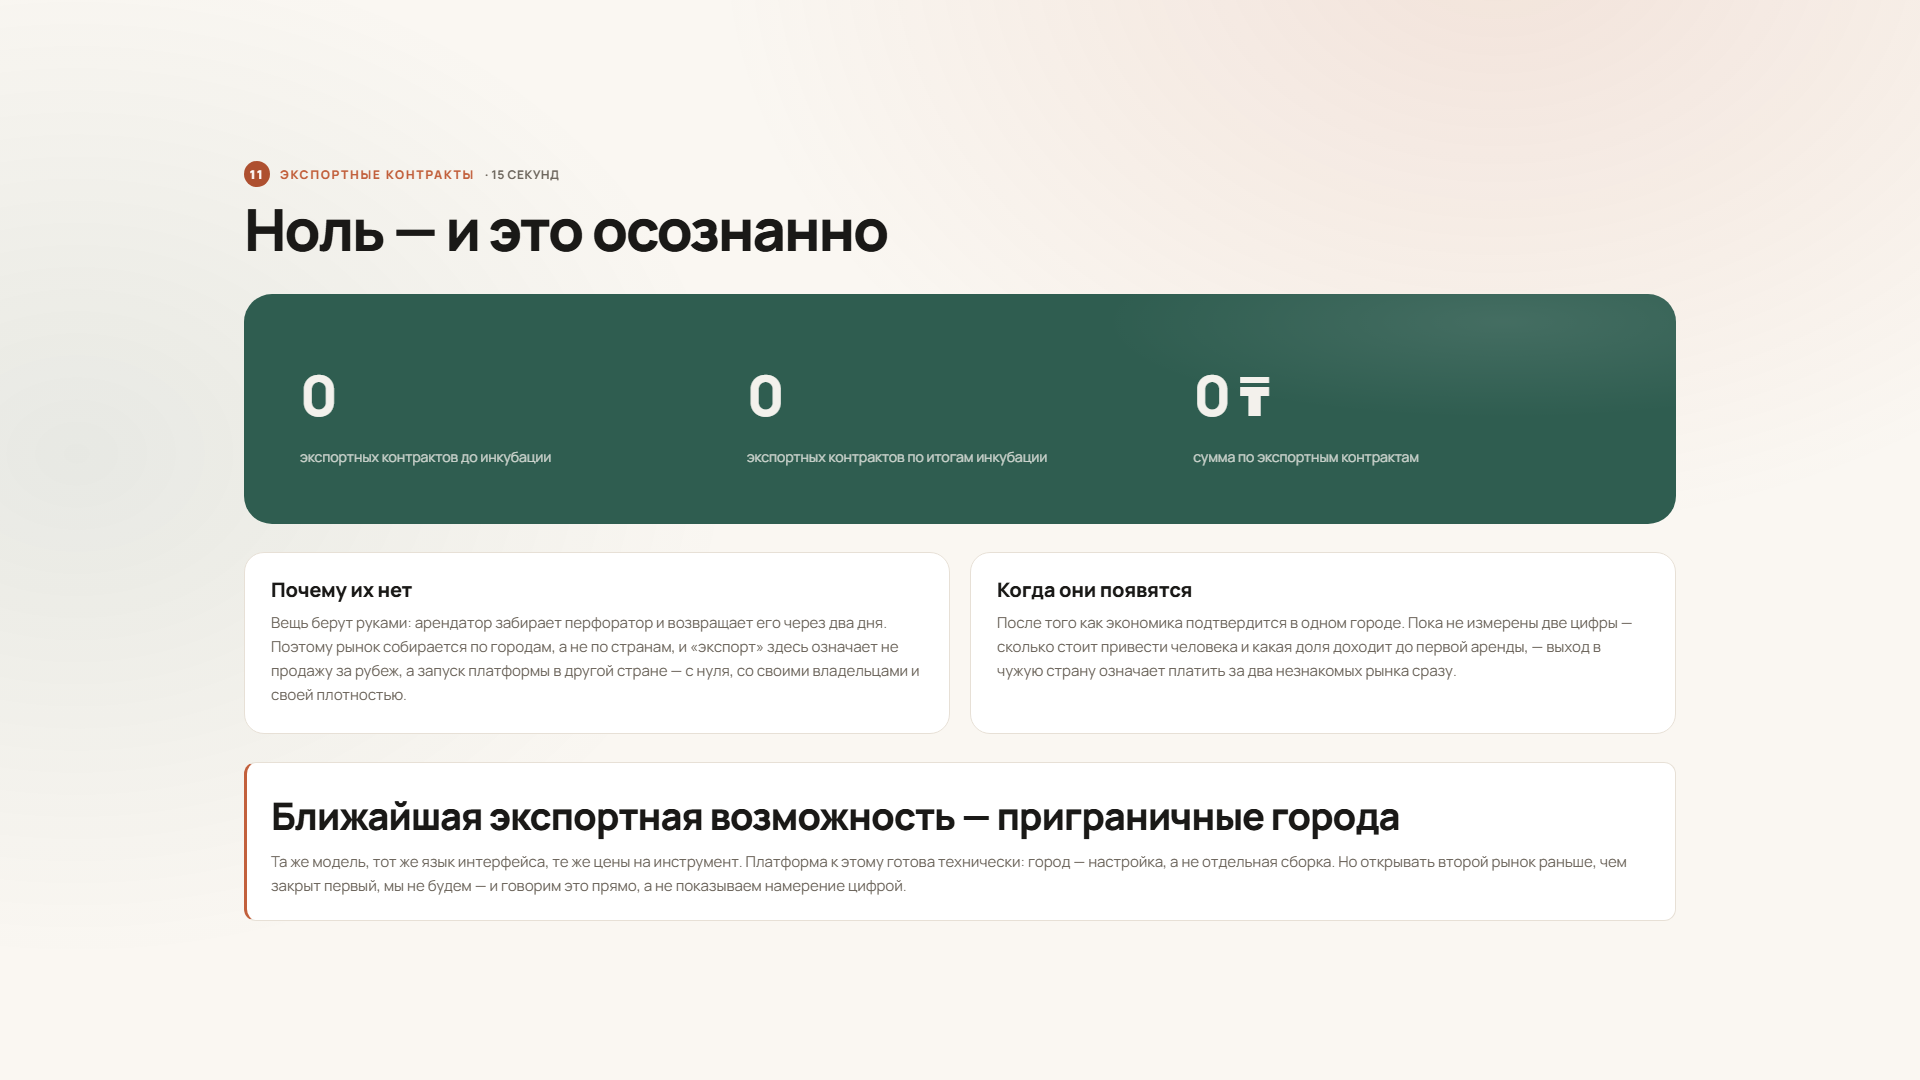 11 ЭКСПОРТНЫЕ КОНТРАКТЫ · 15 СЕКУНД
Ноль — и это осознанно
0
экспортных контрактов до инкубации
0
экспортных контрактов по итогам инкубации
0 ₸
сумма по экспортным контрактам
Почему их нет
Вещь берут руками: арендатор забирает перфоратор и возвращает его через два дня.
Поэтому рынок собирается по городам, а не по странам, и «экспорт» здесь означает не
продажу за рубеж, а запуск платформы в другой стране — с нуля, со своими владельцами и
своей плотностью.
Когда они появятся
После того как экономика подтвердится в одном городе. Пока не измерены две цифры —
сколько стоит привести человека и какая доля доходит до первой аренды, — выход в
чужую страну означает платить за два незнакомых рынка сразу.
Ближайшая экспортная возможность — приграничные города
Та же модель, тот же язык интерфейса, те же цены на инструмент. Платформа к этому готова технически: город — настройка, а не отдельная сборка. Но открывать второй рынок раньше, чем
закрыт первый, мы не будем — и говорим это прямо, а не показываем намерение цифрой.